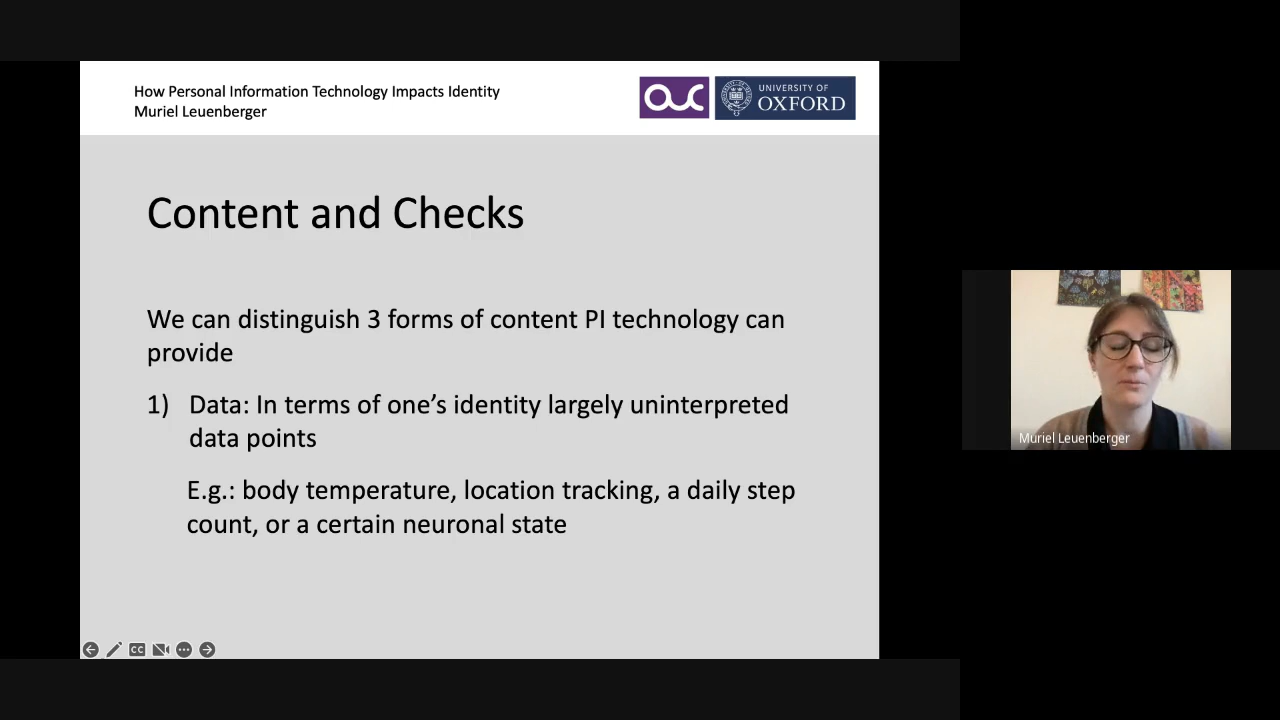 How Personal Information Technology Impacts Identity
Muriel Leuenberger
OUC
UNIVERSITY OF
OXFORD
Content and Checks
We can distinguish 3 forms of content PI technology can
provide
1) Data: In terms of one’s identity largely uninterpreted
data points
E.g.: body temperature, location tracking, a daily step
count, or a certain neuronal state
CC
Muriel Leuenberger